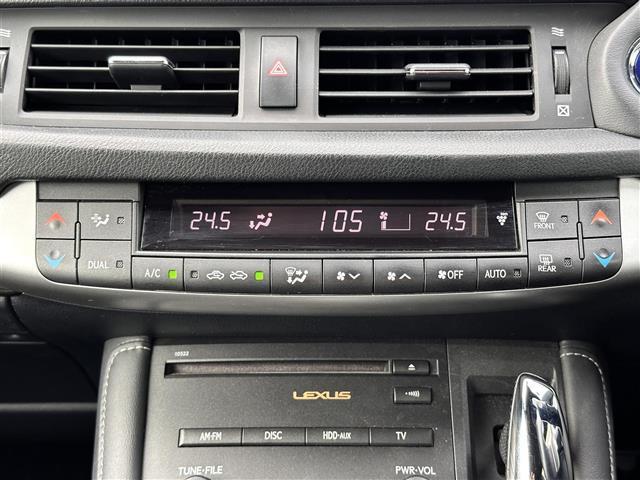 24.5 105 24.5
FRONT
DUAL A/C OFF AUTO REAR
10522
LEXUS
AM·FM DISC HDD·AUX TV
TUNE·FILE PWR·VOL